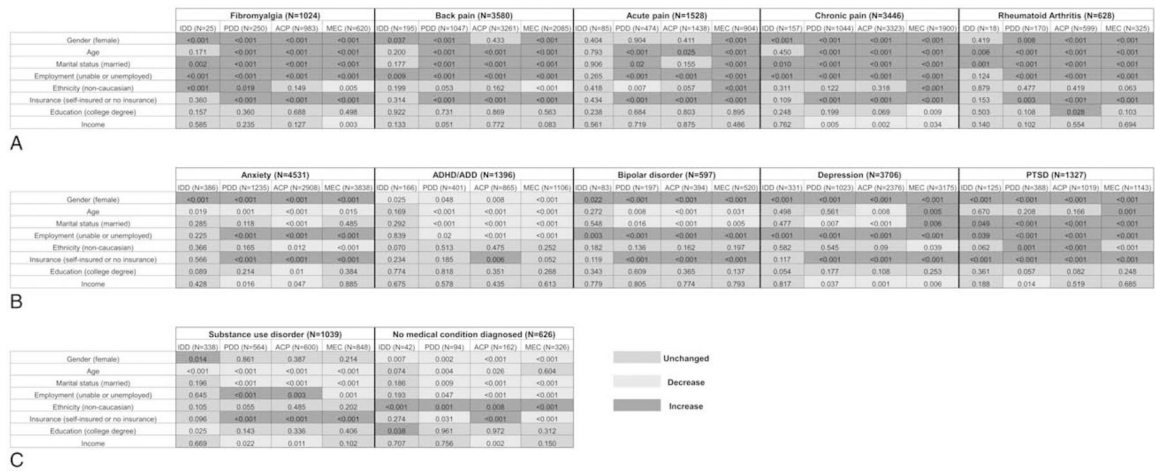 Fibromyalgia (N=1024) Back pain (N=3580) Acute pain (N=1528) Chronic pain (N=3446) Rheumatoid Arthritis (N=628)
IDD (N=25) PDD (N=250) ACP (N=983) MEC (N=620) IDD (N=195) PDD (N=1047) ACP (N=3261) MEC (N=2085) IDD (N=85) PDD (N=474) ACP (N=1438) MEC (N=904) IDD (N=157) PDD (N=1044) ACP (N=3323) MEC (N=1900) IDD (N=18) PDD (N=170) ACP (N=599) MEC (N=325)
Gender (female) <0.001 <0.001 <0.001 <0.001 0.037 <0.001 0.433 <0.001 0.404 0.904 0.411 <0.001 <0.001 <0.001 <0.001 <0.001 0.419 0.008 <0.001 <0.001
Age 0.171 <0.001 <0.001 <0.001 0.200 <0.001 <0.001 <0.001 0.793 <0.001 0.025 <0.001 0.450 <0.001 <0.001 <0.001 0.006 <0.001 <0.001 <0.001
Marital status (married) 0.002 <0.001 <0.001 <0.001 0.177 <0.001 <0.001 <0.001 0.906 0.02 0.155 <0.001 0.010 <0.001 <0.001 <0.001 0.001 <0.001 <0.001 <0.001
Employment (unable or unemployed) <0.001 <0.001 <0.001 <0.001 0.009 <0.001 <0.001 <0.001 0.265 <0.001 <0.001 <0.001 <0.001 <0.001 <0.001 <0.001 0.124 <0.001 <0.001 <0.001
Ethnicity (non-caucasian) <0.001 0.019 0.149 0.005 0.199 0.053 0.162 <0.001 0.418 0.007 0.057 <0.001 0.311 0.122 0.318 <0.001 0.879 0.477 0.419 0.063
Insurance (self-insured or no insurance) 0.360 <0.001 <0.001 <0.001 0.314 <0.001 <0.001 <0.001 0.434 <0.001 <0.001 <0.001 0.109 <0.001 <0.001 <0.001 0.153 0.003 <0.001 <0.001
Education (college degree) 0.157 0.360 0.688 0.498 0.922 0.731 0.869 0.563 0.238 0.684 0.803 0.895 0.248 0.199 0.069 0.009 0.503 0.108 0.028 0.103
Income 0.585 0.235 0.127 0.003 0.133 0.051 0.772 0.083 0.561 0.719 0.875 0.486 0.762 0.005 0.002 0.034 0.140 0.102 0.554 0.694
A
Anxiety (N=4531) ADHD/ADD (N=1396) Bipolar disorder (N=597) Depression (N=3706) PTSD (N=1327)
IDD (N=386) PDD (N=1235) ACP (N=2908) MEC (N=3838) IDD (N=166) PDD (N=401) ACP (N=865) MEC (N=1106) IDD (N=83) PDD (N=197) ACP (N=394) MEC (N=520) IDD (N=331) PDD (N=1023) ACP (N=2376) MEC (N=3175) IDD (N=125) PDD (N=388) ACP (N=1019) MEC (N=1143)
Gender (female) <0.001 <0.001 <0.001 <0.001 0.025 0.048 0.008 <0.001 0.022 <0.001 <0.001 <0.001 <0.001 <0.001 <0.001 <0.001 <0.001 <0.001 <0.001 <0.001
Age 0.019 0.001 <0.001 0.015 0.169 <0.001 <0.001 <0.001 0.272 0.008 <0.001 0.031 0.498 0.561 0.008 0.005 0.670 0.208 0.166 0.001
Marital status (married) 0.285 0.118 <0.001 0.485 0.292 <0.001 <0.001 <0.001 0.548 0.016 <0.001 0.005 0.477 0.007 <0.001 0.006 0.049 <0.001 <0.001 <0.001
Employment (unable or unemployed) 0.225 <0.001 <0.001 <0.001 0.839 0.02 <0.001 <0.001 0.003 <0.001 <0.001 <0.001 <0.001 <0.001 <0.001 <0.001 0.039 <0.001 <0.001 <0.001
Ethnicity (non-caucasian) 0.366 0.165 0.012 <0.001 0.070 0.513 0.475 0.252 0.182 0.136 0.162 0.197 0.582 0.545 0.09 0.039 0.062 0.001 <0.001 <0.001
Insurance (self-insured or no insurance) 0.566 <0.001 <0.001 <0.001 0.234 0.185 0.006 0.052 0.119 <0.001 <0.001 <0.001 0.117 <0.001 <0.001 <0.001 <0.001 <0.001 <0.001 <0.001
Education (college degree) 0.089 0.214 0.01 0.384 0.774 0.818 0.351 0.268 0.343 0.609 0.365 0.137 0.054 0.177 0.108 0.253 0.361 0.057 0.082 0.248
Income 0.428 0.016 0.047 0.885 0.675 0.578 0.435 0.613 0.779 0.805 0.774 0.793 0.817 0.037 0.001 0.006 0.188 0.014 0.519 0.685
B
Substance use disorder (N=1039) No medical condition diagnosed (N=626)
IDD (N=338) PDD (N=564) ACP (N=600) MEC (N=848) IDD (N=42) PDD (N=94) ACP (N=162) MEC (N=326)
Gender (female) 0.014 0.861 0.387 0.214 0.007 0.002 <0.001 <0.001
Age <0.001 <0.001 <0.001 <0.001 0.074 0.004 0.026 0.604
Marital status (married) 0.196 <0.001 <0.001 <0.001 0.186 0.009 <0.001 <0.001
Employment (unable or unemployed) 0.645 <0.001 0.003 0.001 0.193 0.047 <0.001 <0.001
Ethnicity (non-caucasian) 0.105 0.055 0.485 0.202 <0.001 0.001 0.008 <0.001
Insurance (self-insured or no insurance) 0.096 <0.001 <0.001 <0.001 0.274 0.031 <0.001 <0.001
Education (college degree) 0.025 0.143 0.336 0.406 0.038 0.961 0.972 0.312
Income 0.669 0.022 0.011 0.102 0.707 0.756 0.002 0.150
Unchanged
Decrease
Increase
C